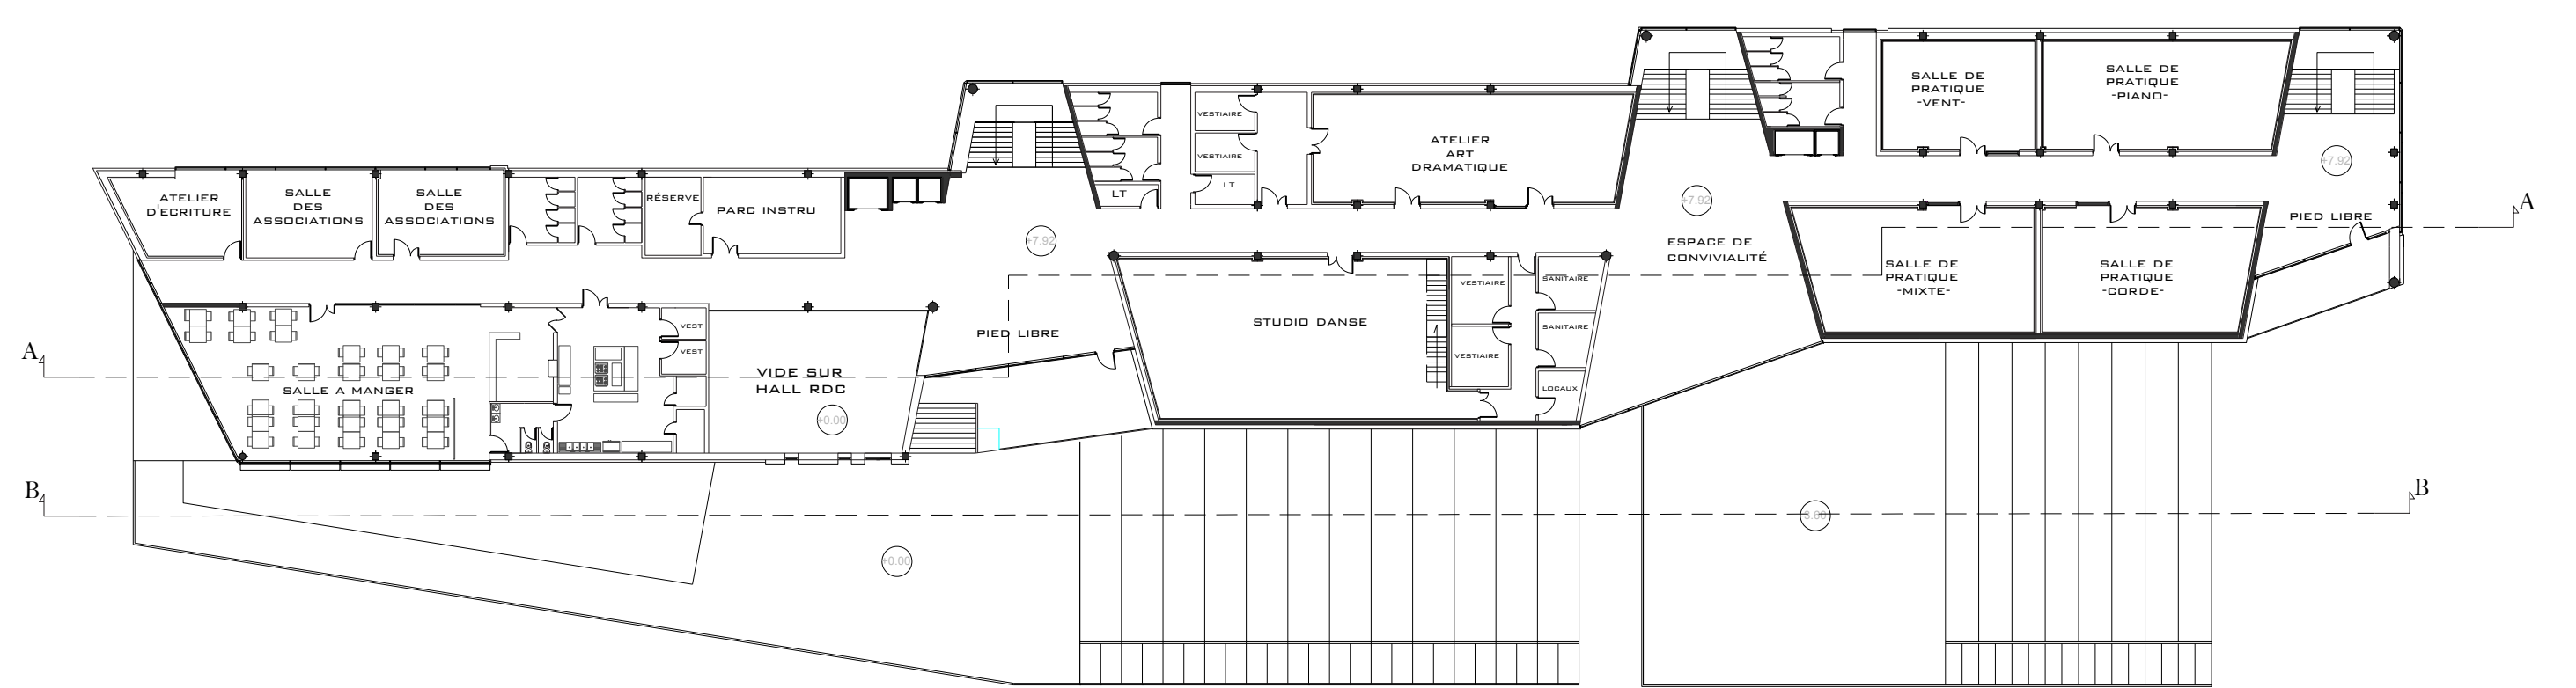 ATELIER
D'ECRITURE
SALLE
DES
ASSOCIATIONS
SALLE
DES
ASSOCIATIONS
RÉSERVE
PARC INSTRU
LT
VESTIAIRE
VESTIAIRE
LT
ATELIER
ART
DRAMATIQUE
SALLE DE
PRATIQUE
-VENT-
SALLE DE
PRATIQUE
-PIANO-
+7.92
+7.92
+7.92
PIED LIBRE
A
ESPACE DE
CONVIVIALITÉ
SALLE DE
PRATIQUE
-MIXTE-
SALLE DE
PRATIQUE
-CORDE-
STUDIO DANSE
VESTIAIRE
VESTIAIRE
SANITAIRE
SANITAIRE
LOCAUX
PIED LIBRE
VEST
VEST
VIDE SUR
HALL RDC
+0.00
SALLE A MANGER
A
B
B
+0.00